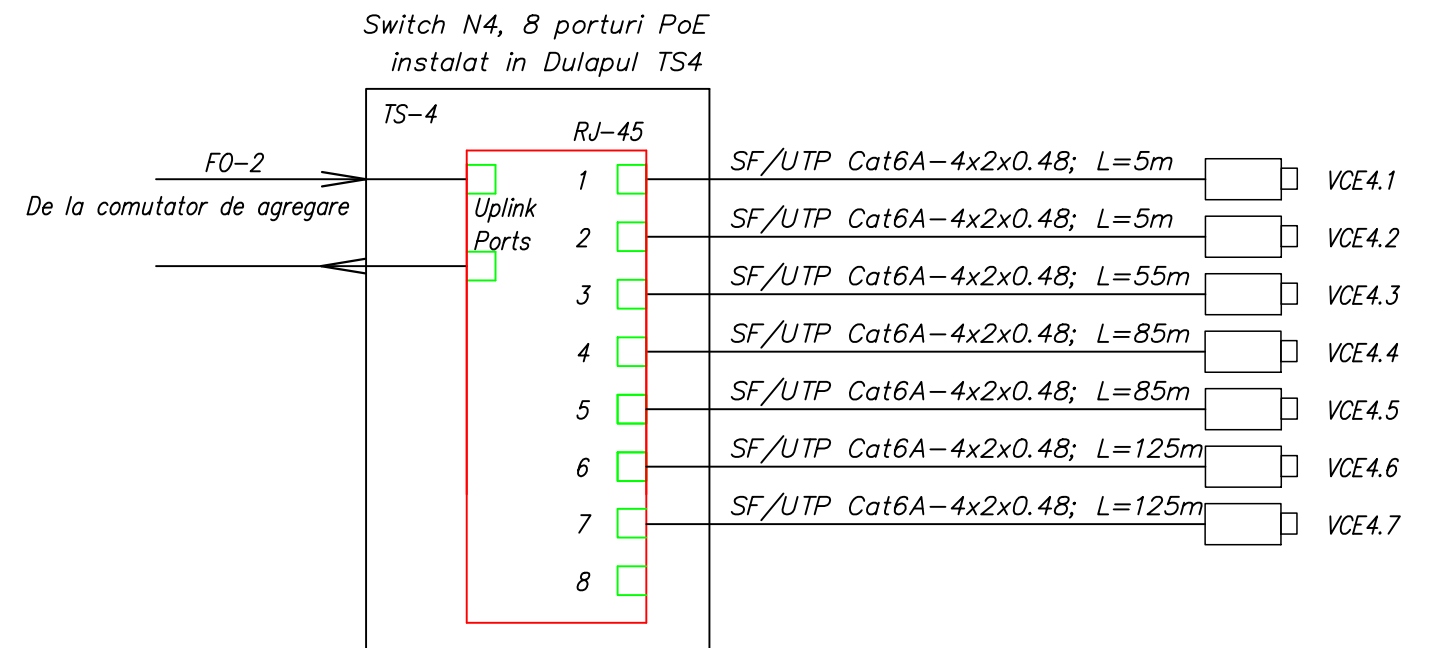 Switch N4, 8 porturi PoE
instalat in Dulapul TS4
TS-4
RJ-45
FO-2
De la comutator de agregare
Uplink
Ports
1
SF/UTP Cat6A-4x2x0.48; L=5m
VCE4.1
2
SF/UTP Cat6A-4x2x0.48; L=5m
VCE4.2
3
SF/UTP Cat6A-4x2x0.48; L=55m
VCE4.3
4
SF/UTP Cat6A-4x2x0.48; L=85m
VCE4.4
5
SF/UTP Cat6A-4x2x0.48; L=85m
VCE4.5
6
SF/UTP Cat6A-4x2x0.48; L=125m
VCE4.6
7
SF/UTP Cat6A-4x2x0.48; L=125m
VCE4.7
8